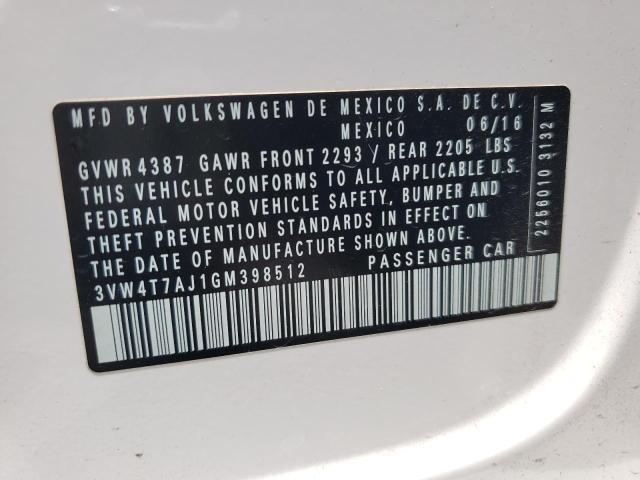 MFD BY VOLKSWAGEN DE MEXICO S.A. DE C.V.
MEXICO 06/16
GVWR 4387 GAWR FRONT 2293 / REAR 2205 LBS
THIS VEHICLE CONFORMS TO ALL APPLICABLE U.S.
FEDERAL MOTOR VEHICLE SAFETY, BUMPER AND
THEFT PREVENTION STANDARDS IN EFFECT ON
THE DATE OF MANUFACTURE SHOWN ABOVE.
3VW4T7AJ1GM398512 PASSENGER CAR
2256010 3132 M